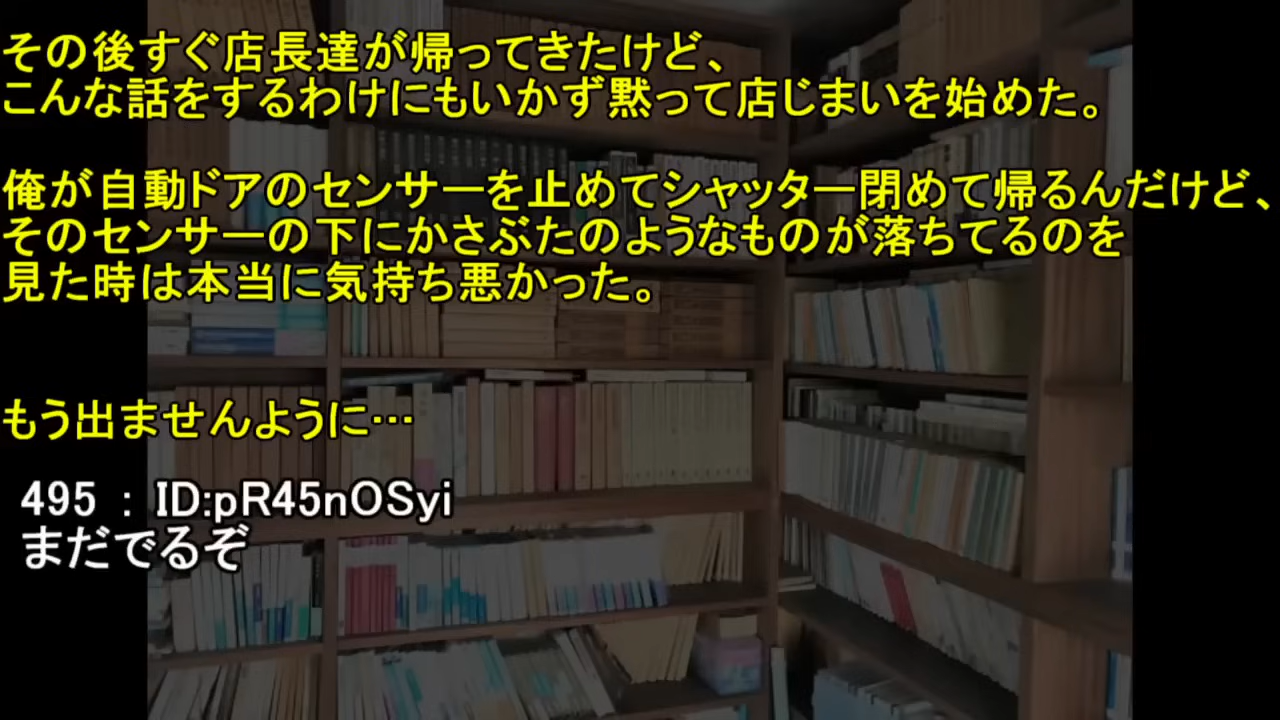 その後すぐ店長達が帰ってきたけど、
こんな話をするわけにもいかず黙って店じまいを始めた。
俺が自動ドアのセンサーを止めてシャッター閉めて帰るんだけど、
そのセンサーの下にかさぶたのようなものが落ちてるのを
見た時は本当に気持ち悪かった。
もう出ませんように…
495 : ID:pR45nOSyi
まだでるぞ